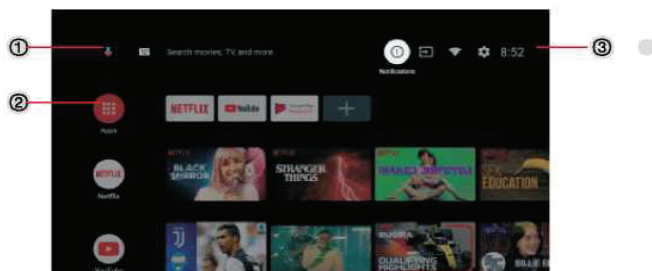 ① Search movies, TV, and more 8:52 ③
Notifications
② NETFLIX YouTube
Apps
NETFLIX BLACK MIRROR STRANGER THINGS EDUCATION
Netflix
QUALIFYING HIGHLIGHTS
YouTube